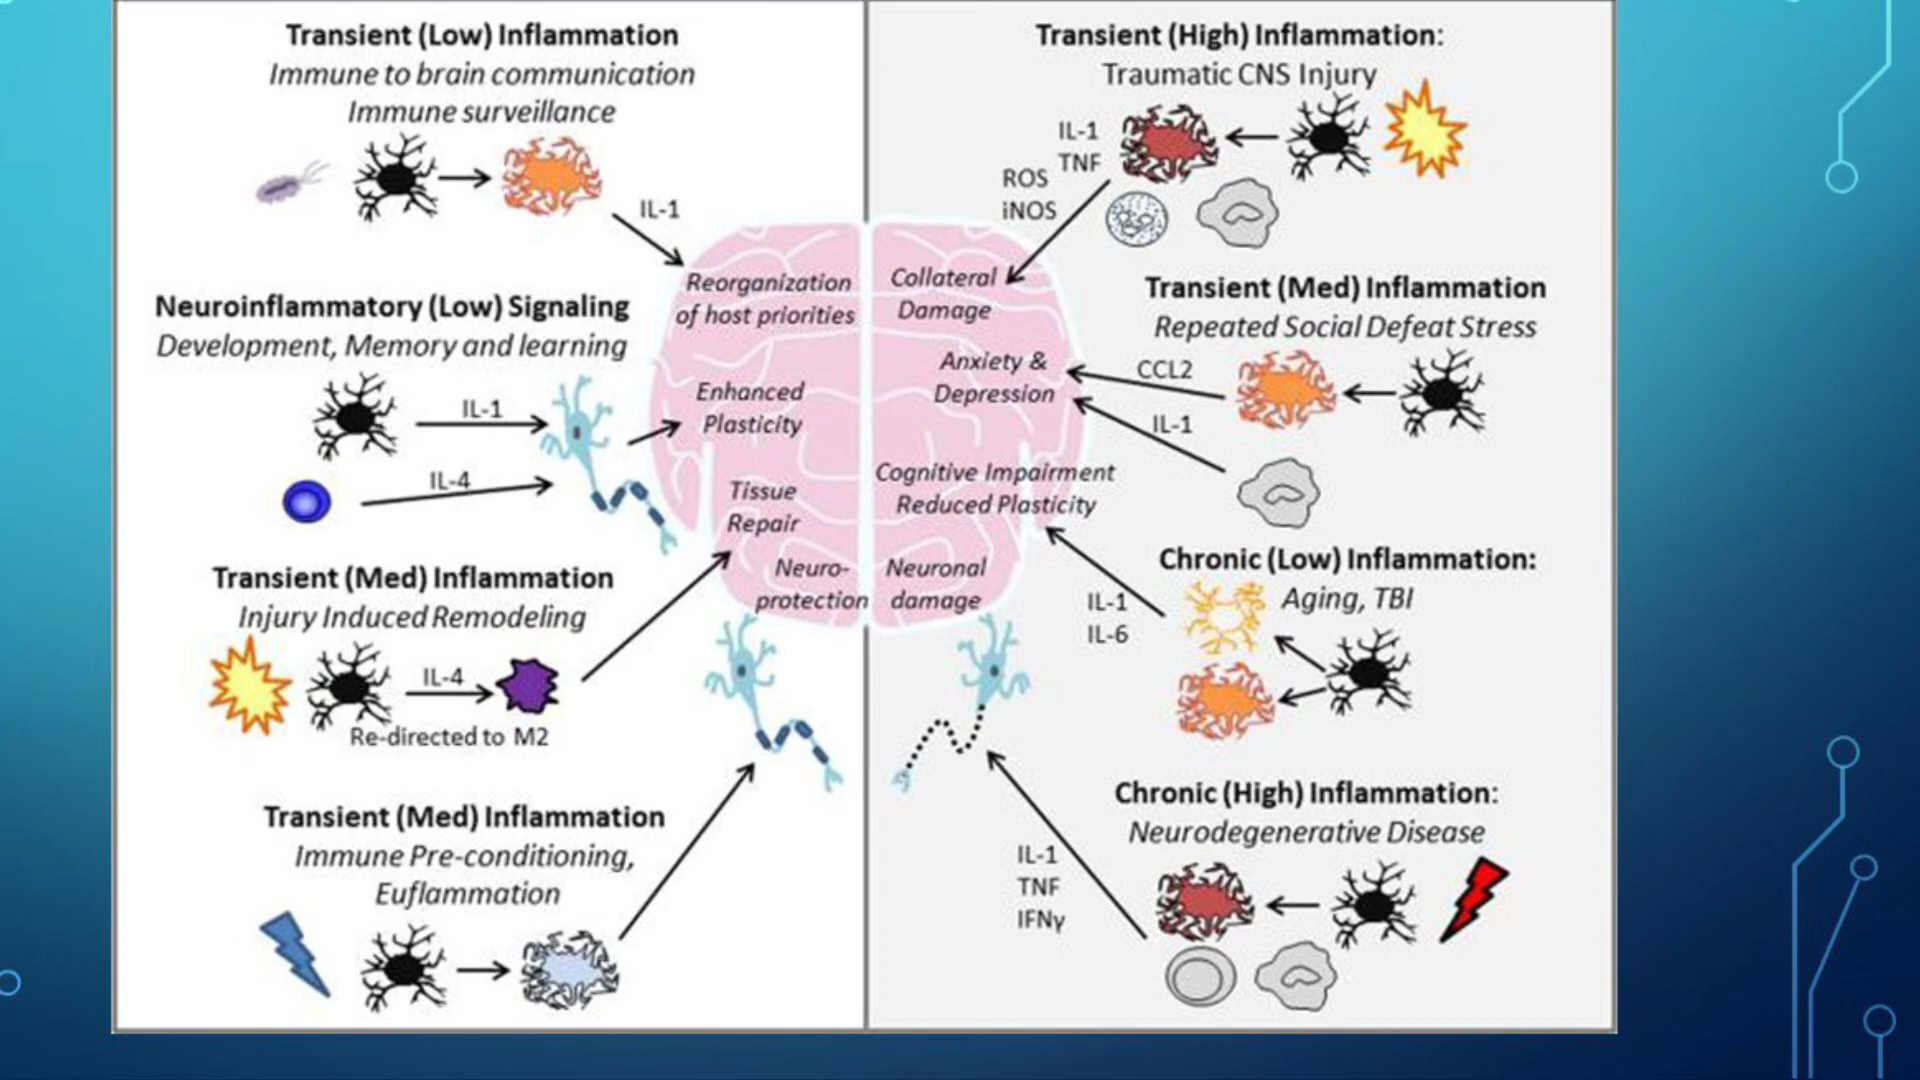 Transient (Low) Inflammation
Immune to brain communication
Immune surveillance
IL-1
Neuroinflammatory (Low) Signaling
Development, Memory and learning
IL-1
IL-4
Transient (Med) Inflammation
Injury Induced Remodeling
IL-4
Re-directed to M2
Transient (Med) Inflammation
Immune Pre-conditioning,
Euflammation
Reorganization
of host priorities
Enhanced
Plasticity
Tissue
Repair
Neuro-
protection
Collateral
Damage
Anxiety &
Depression
Cognitive Impairment
Reduced Plasticity
Neuronal
damage
Transient (High) Inflammation:
Traumatic CNS Injury
IL-1
TNF
ROS
iNOS
Transient (Med) Inflammation
Repeated Social Defeat Stress
CCL2
IL-1
Chronic (Low) Inflammation:
Aging, TBI
IL-1
IL-6
Chronic (High) Inflammation:
Neurodegenerative Disease
IL-1
TNF
IFNγ